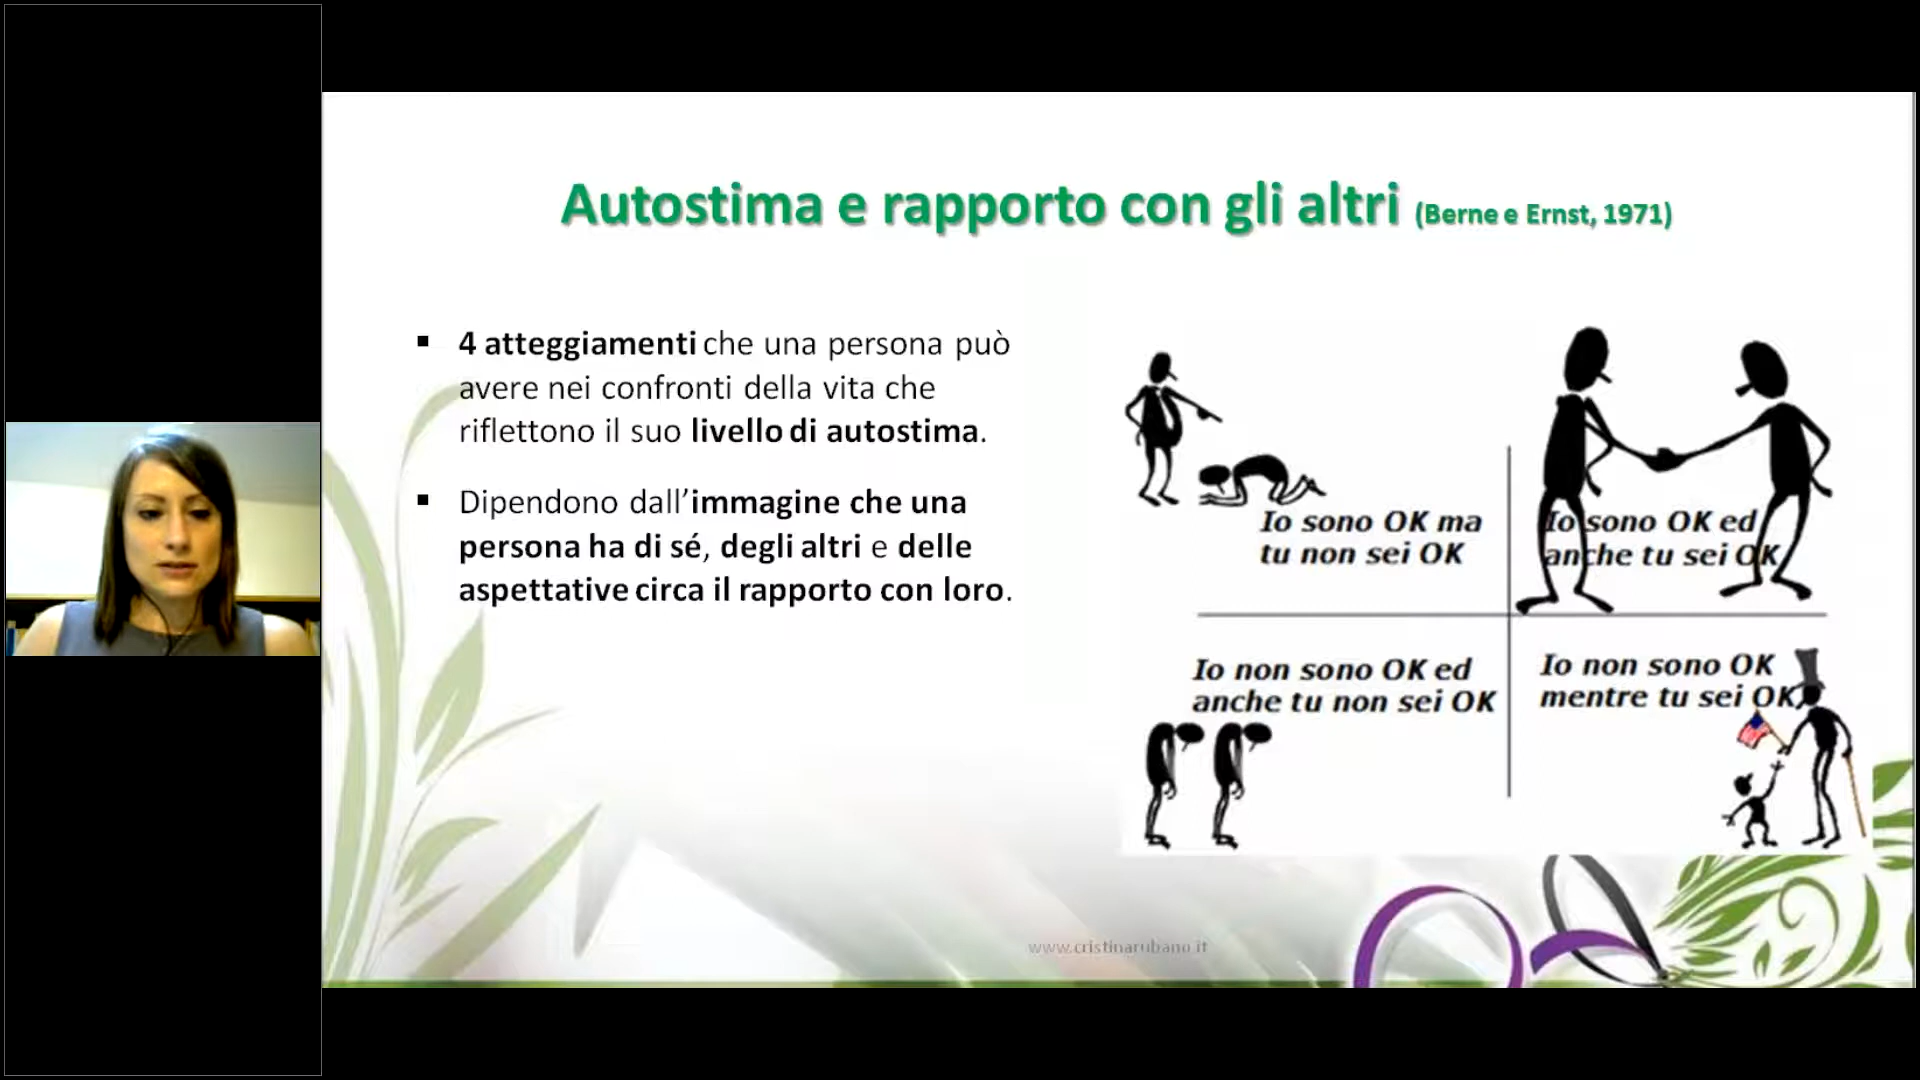 Autostima e rapporto con gli altri (Berne e Ernst, 1971)
▪ 4 atteggiamenti che una persona può
avere nei confronti della vita che
riflettono il suo livello di autostima.
▪ Dipendono dall’immagine che una
persona ha di sé, degli altri e delle
aspettative circa il rapporto con loro.
Io sono OK ma
tu non sei OK
Io sono OK ed
anche tu sei OK
Io non sono OK ed
anche tu non sei OK
Io non sono OK
mentre tu sei OK
www.cristinarubano.it